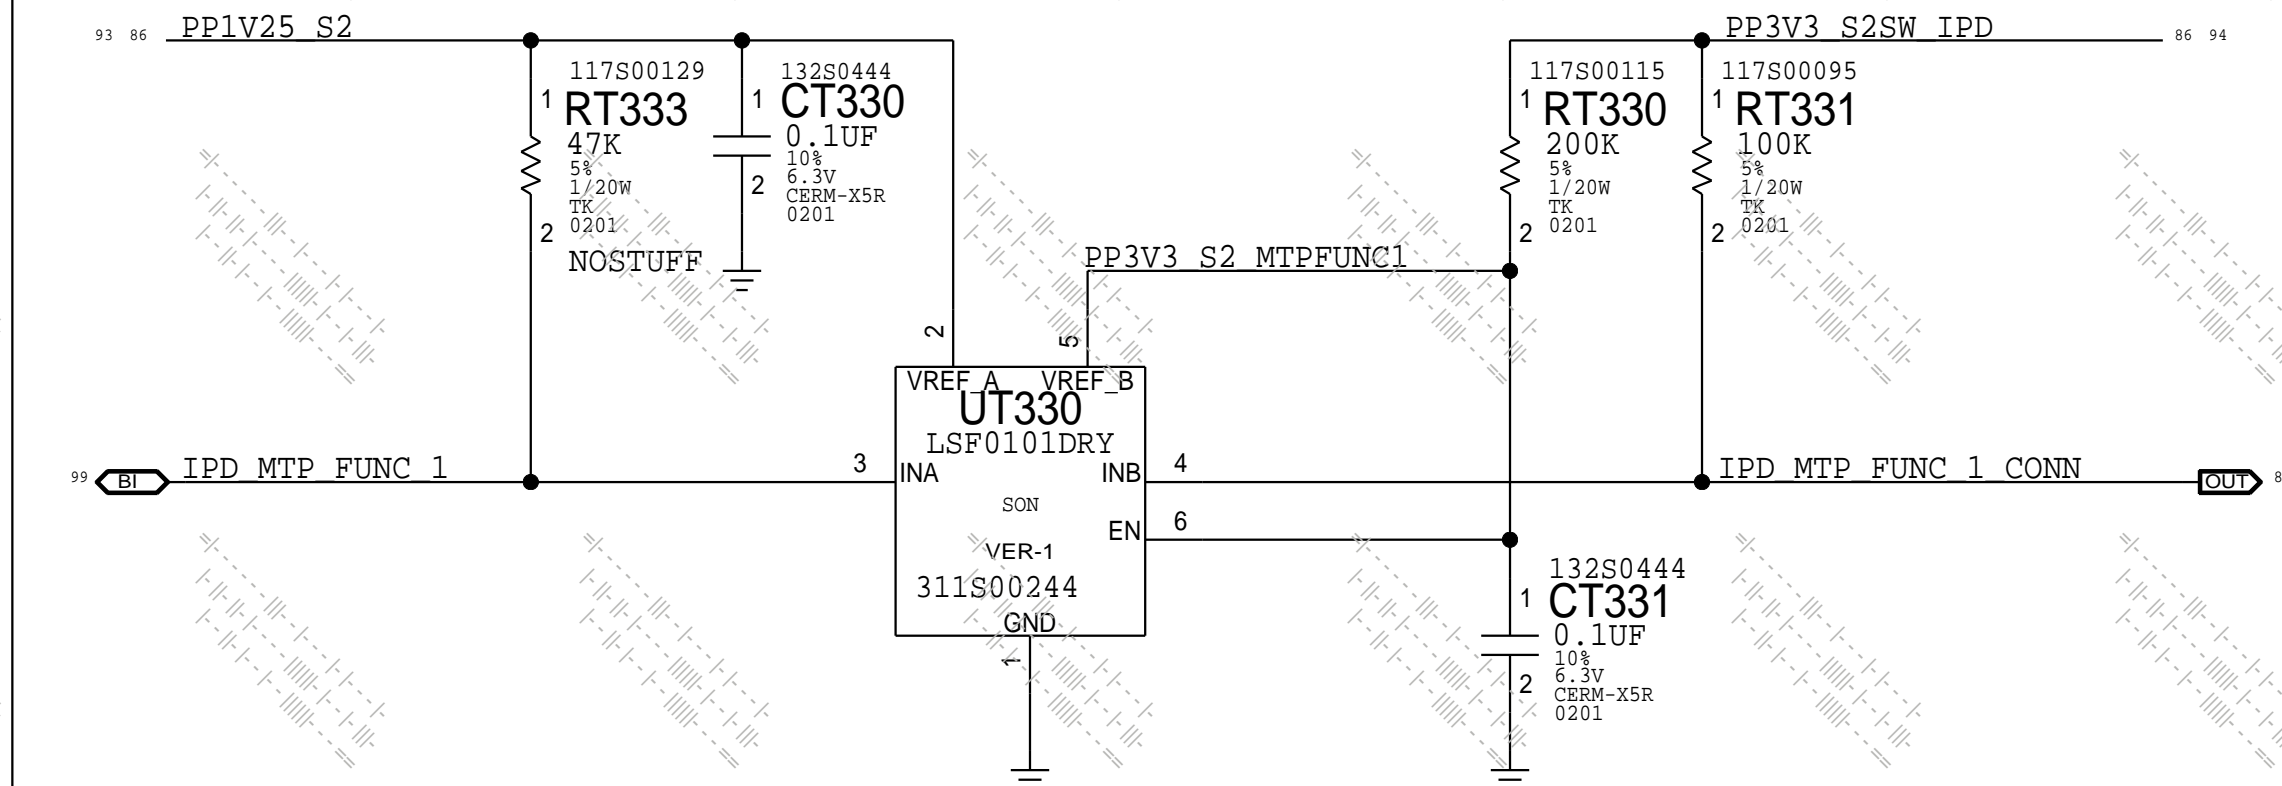 93 86 PP1V25_S2
PP3V3_S2SW_IPD 86 94
117S00129
1 RT333
47K
5%
1/20W
TK
0201
2
NOSTUFF
132S0444
1 CT330
0.1UF
10%
6.3V
2
CERM-X5R
0201
117S00115
1 RT330
200K
5%
1/20W
TK
0201
2
117S00095
1 RT331
100K
5%
1/20W
TK
0201
2
PP3V3_S2_MTPFUNC1
2
5
VREF_A VREF_B
UT330
LSF0101DRY
99 BI IPD_MTP_FUNC_1
3
INA
INB
4
IPD_MTP_FUNC_1_CONN
OUT 8
SON
EN
6
VER-1
311S00244
GND
1
132S0444
1 CT331
0.1UF
10%
6.3V
2
CERM-X5R
0201